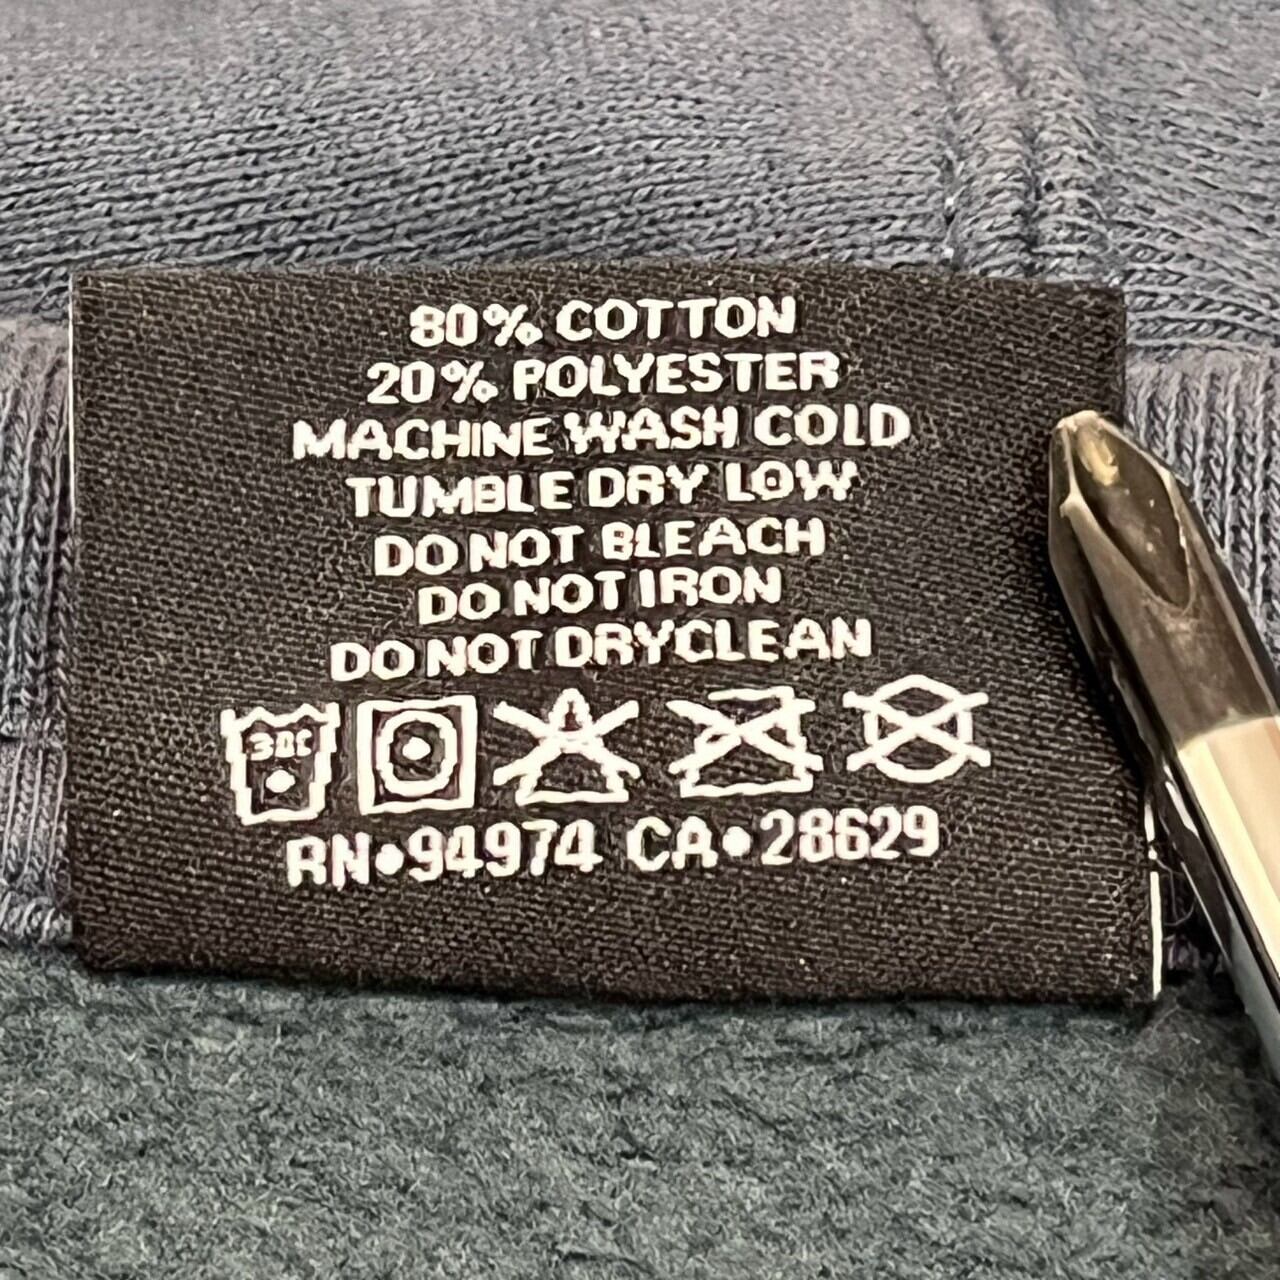 80% COTTON
20% POLYESTER
MACHINE WASH COLD
TUMBLE DRY LOW
DO NOT BLEACH
DO NOT IRON
DO NOT DRYCLEAN
30C
RN•94974 CA•28629